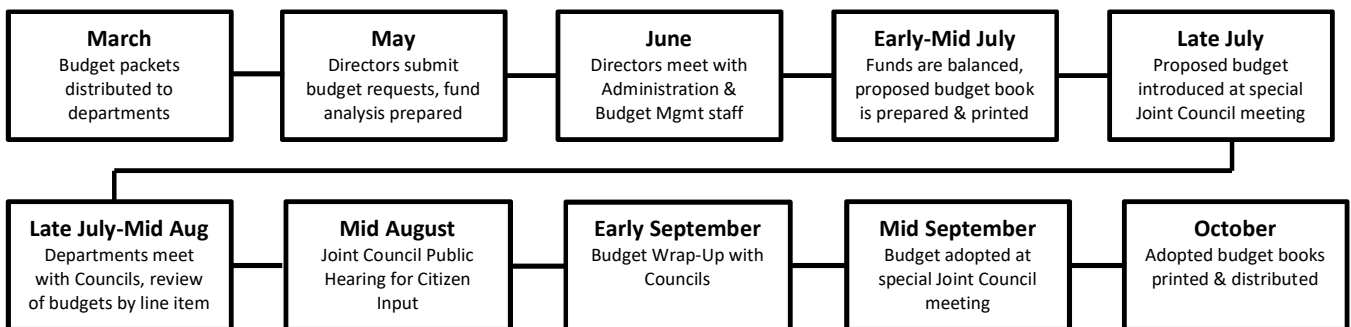 March
Budget packets
distributed to
departments
May
Directors submit
budget requests, fund
analysis prepared
June
Directors meet with
Administration &
Budget Mgmt staff
Early-Mid July
Funds are balanced,
proposed budget book
is prepared & printed
Late July
Proposed budget
introduced at special
Joint Council meeting
Late July-Mid Aug
Departments meet
with Councils, review
of budgets by line item
Mid August
Joint Council Public
Hearing for Citizen
Input
Early September
Budget Wrap-Up with
Councils
Mid September
Budget adopted at
special Joint Council
meeting
October
Adopted budget books
printed & distributed